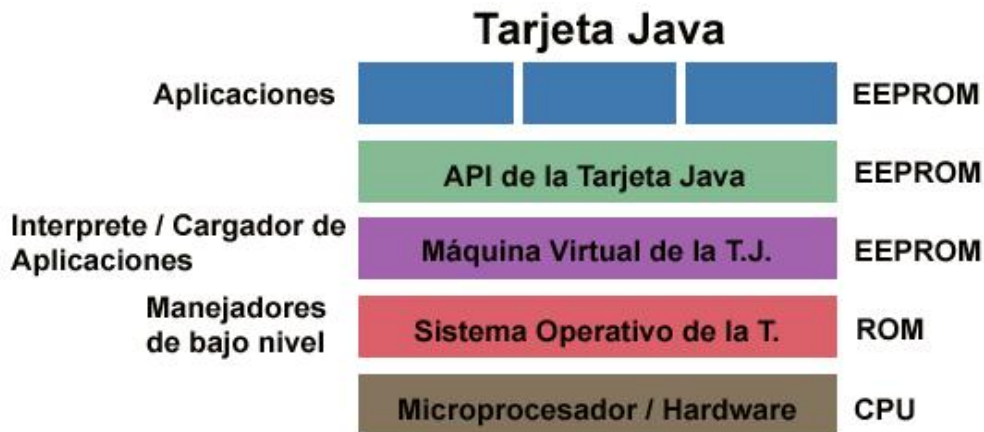 Tarjeta Java
Aplicaciones
EEPROM
API de la Tarjeta Java
EEPROM
Interprete / Cargador de
Aplicaciones
Máquina Virtual de la T.J.
EEPROM
Manejadores
de bajo nivel
Sistema Operativo de la T.
ROM
Microprocesador / Hardware
CPU